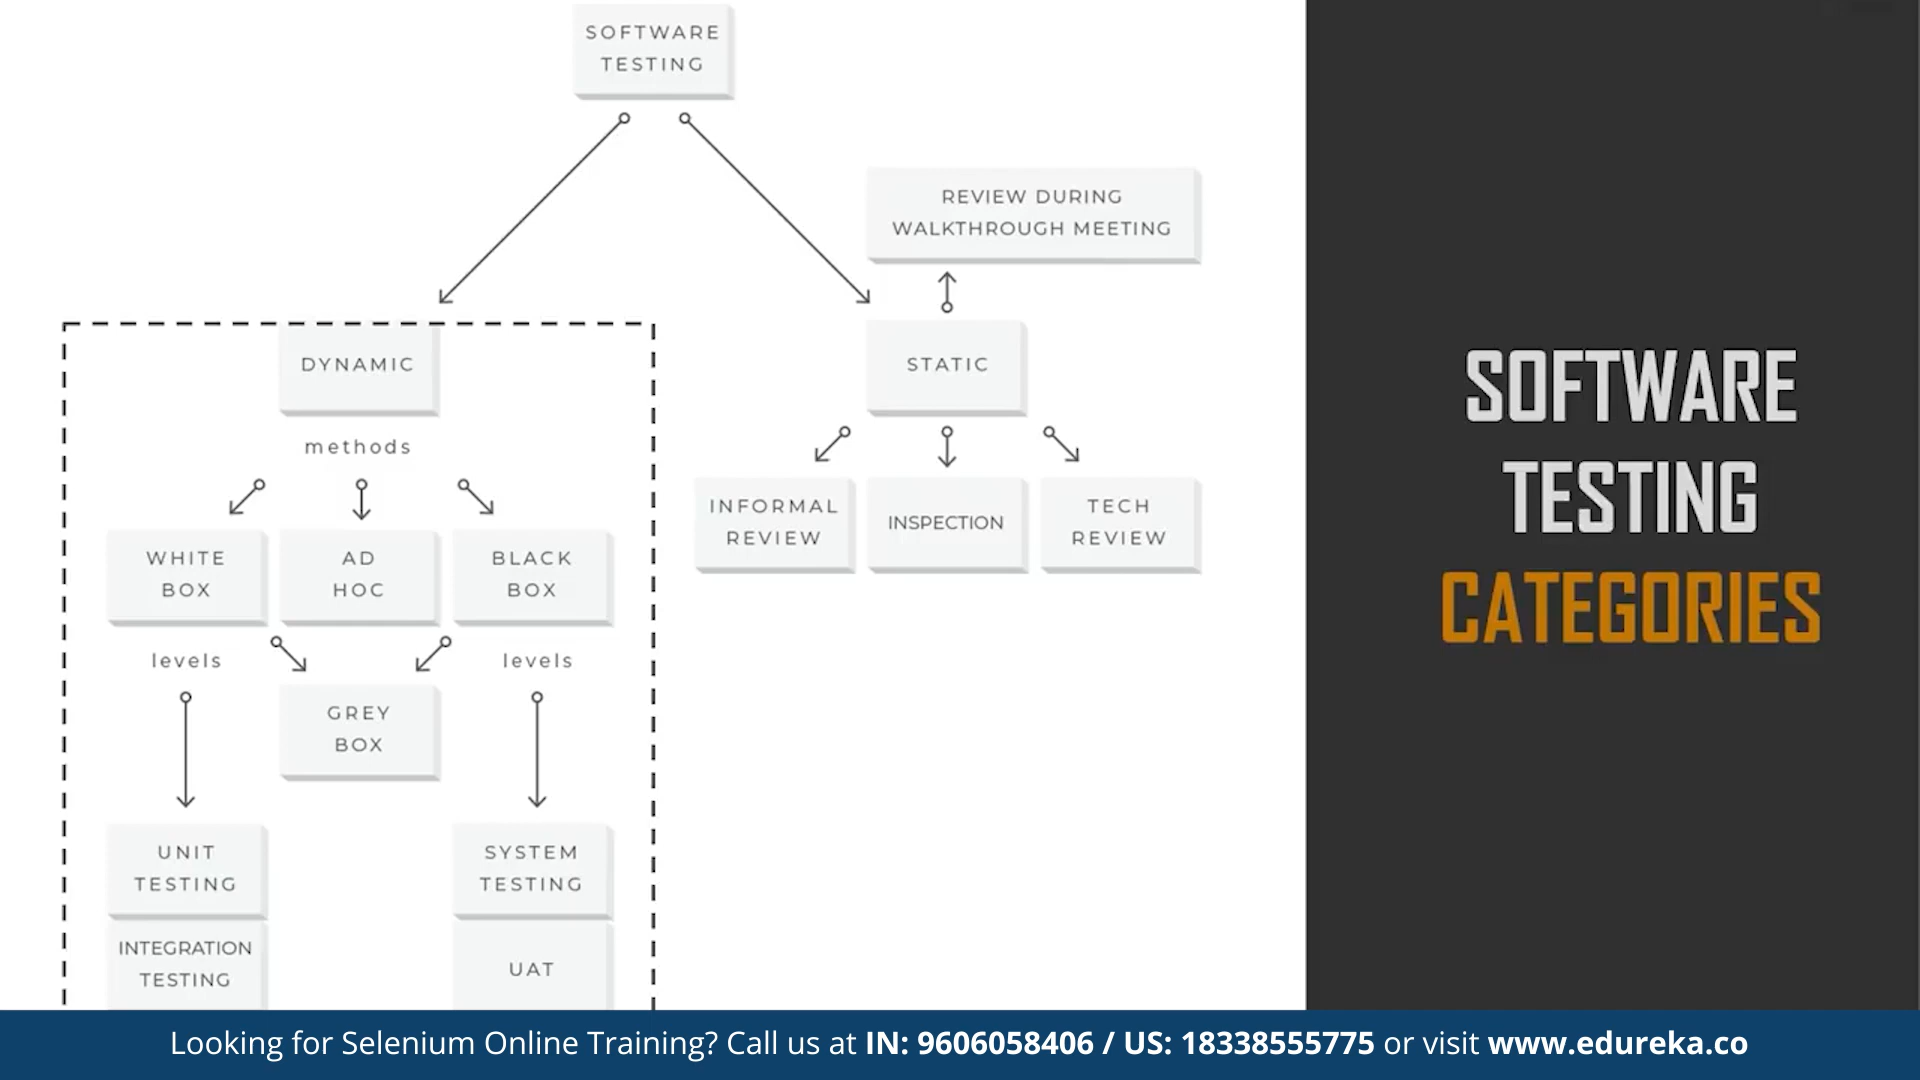 SOFTWARE
TESTING
REVIEW DURING
WALKTHROUGH MEETING
DYNAMIC
STATIC
methods
INFORMAL
REVIEW
INSPECTION
TECH
REVIEW
WHITE
BOX
AD
HOC
BLACK
BOX
levels
levels
GREY
BOX
UNIT
TESTING
SYSTEM
TESTING
INTEGRATION
TESTING
UAT
SOFTWARE
TESTING
CATEGORIES
Looking for Selenium Online Training? Call us at IN: 9606058406 / US: 18338555775 or visit www.edureka.co